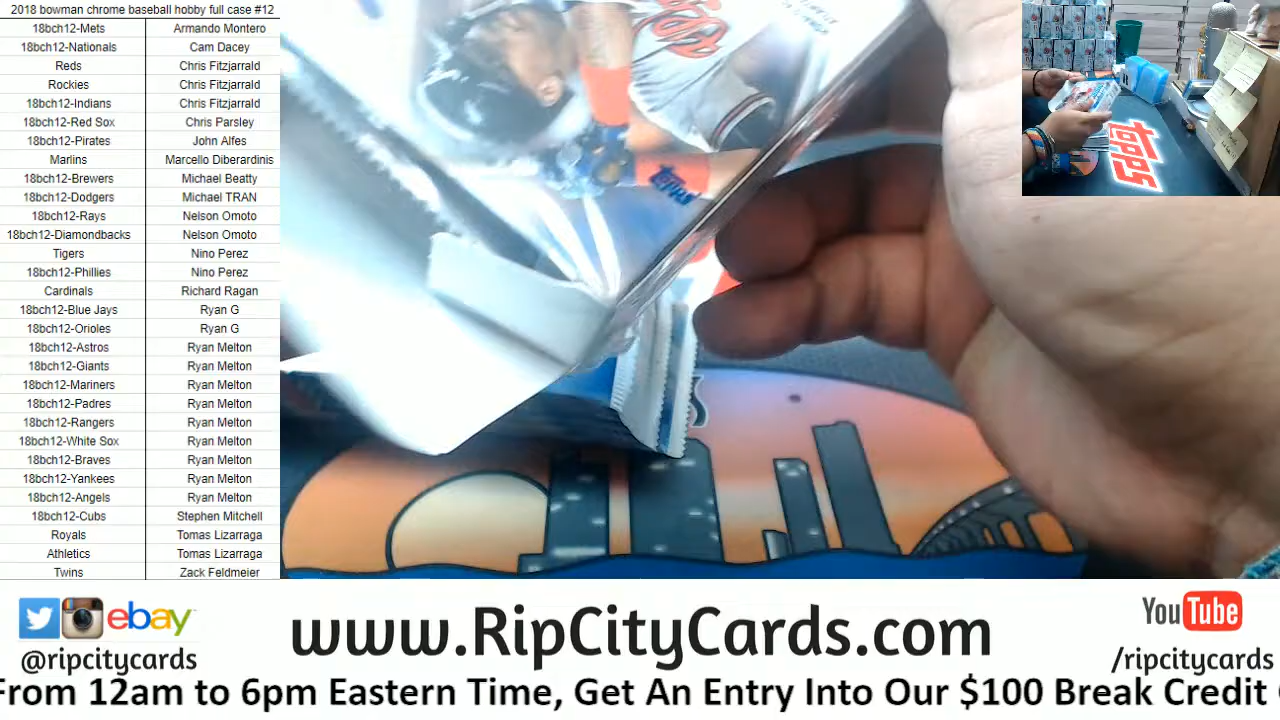 2018 bowman chrome baseball hobby full case #12
18bch12-Mets Armando Montero
18bch12-Nationals Cam Dacey
Reds Chris Fitzjarrald
Rockies Chris Fitzjarrald
18bch12-Indians Chris Fitzjarrald
18bch12-Red Sox Chris Parsley
18bch12-Pirates John Alfes
Marlins Marcello Diberardinis
18bch12-Brewers Michael Beatty
18bch12-Dodgers Michael TRAN
18bch12-Rays Nelson Omoto
18bch12-Diamondbacks Nelson Omoto
Tigers Nino Perez
18bch12-Phillies Nino Perez
Cardinals Richard Ragan
18bch12-Blue Jays Ryan G
18bch12-Orioles Ryan G
18bch12-Astros Ryan Melton
18bch12-Giants Ryan Melton
18bch12-Mariners Ryan Melton
18bch12-Padres Ryan Melton
18bch12-Rangers Ryan Melton
18bch12-White Sox Ryan Melton
18bch12-Braves Ryan Melton
18bch12-Yankees Ryan Melton
18bch12-Angels Ryan Melton
18bch12-Cubs Stephen Mitchell
Royals Tomas Lizarraga
Athletics Tomas Lizarraga
Twins Zack Feldmeier
Topps
topps
ebay
@ripcitycards
www.RipCityCards.com
YouTube
/ripcitycards
From 12am to 6pm Eastern Time, Get An Entry Into Our $100 Break Credit